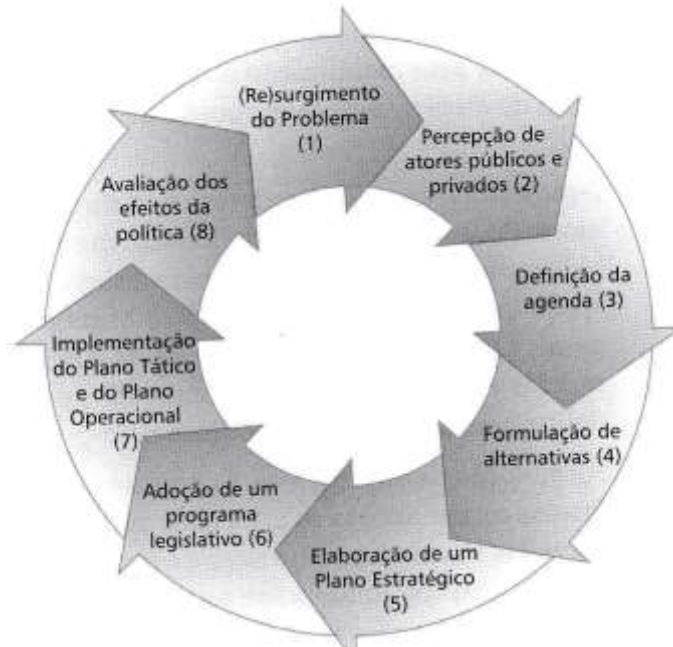 (Re)surgimento
do Problema
(1)
Percepção de
atores públicos e
privados (2)
Definição da
agenda (3)
Formulação de
alternativas (4)
Elaboração de um
Plano Estratégico
(5)
Adoção de um
programa
legislativo (6)
Implementação
do Plano Tático
e do Plano
Operacional
(7)
Avaliação dos
efeitos da
política (8)